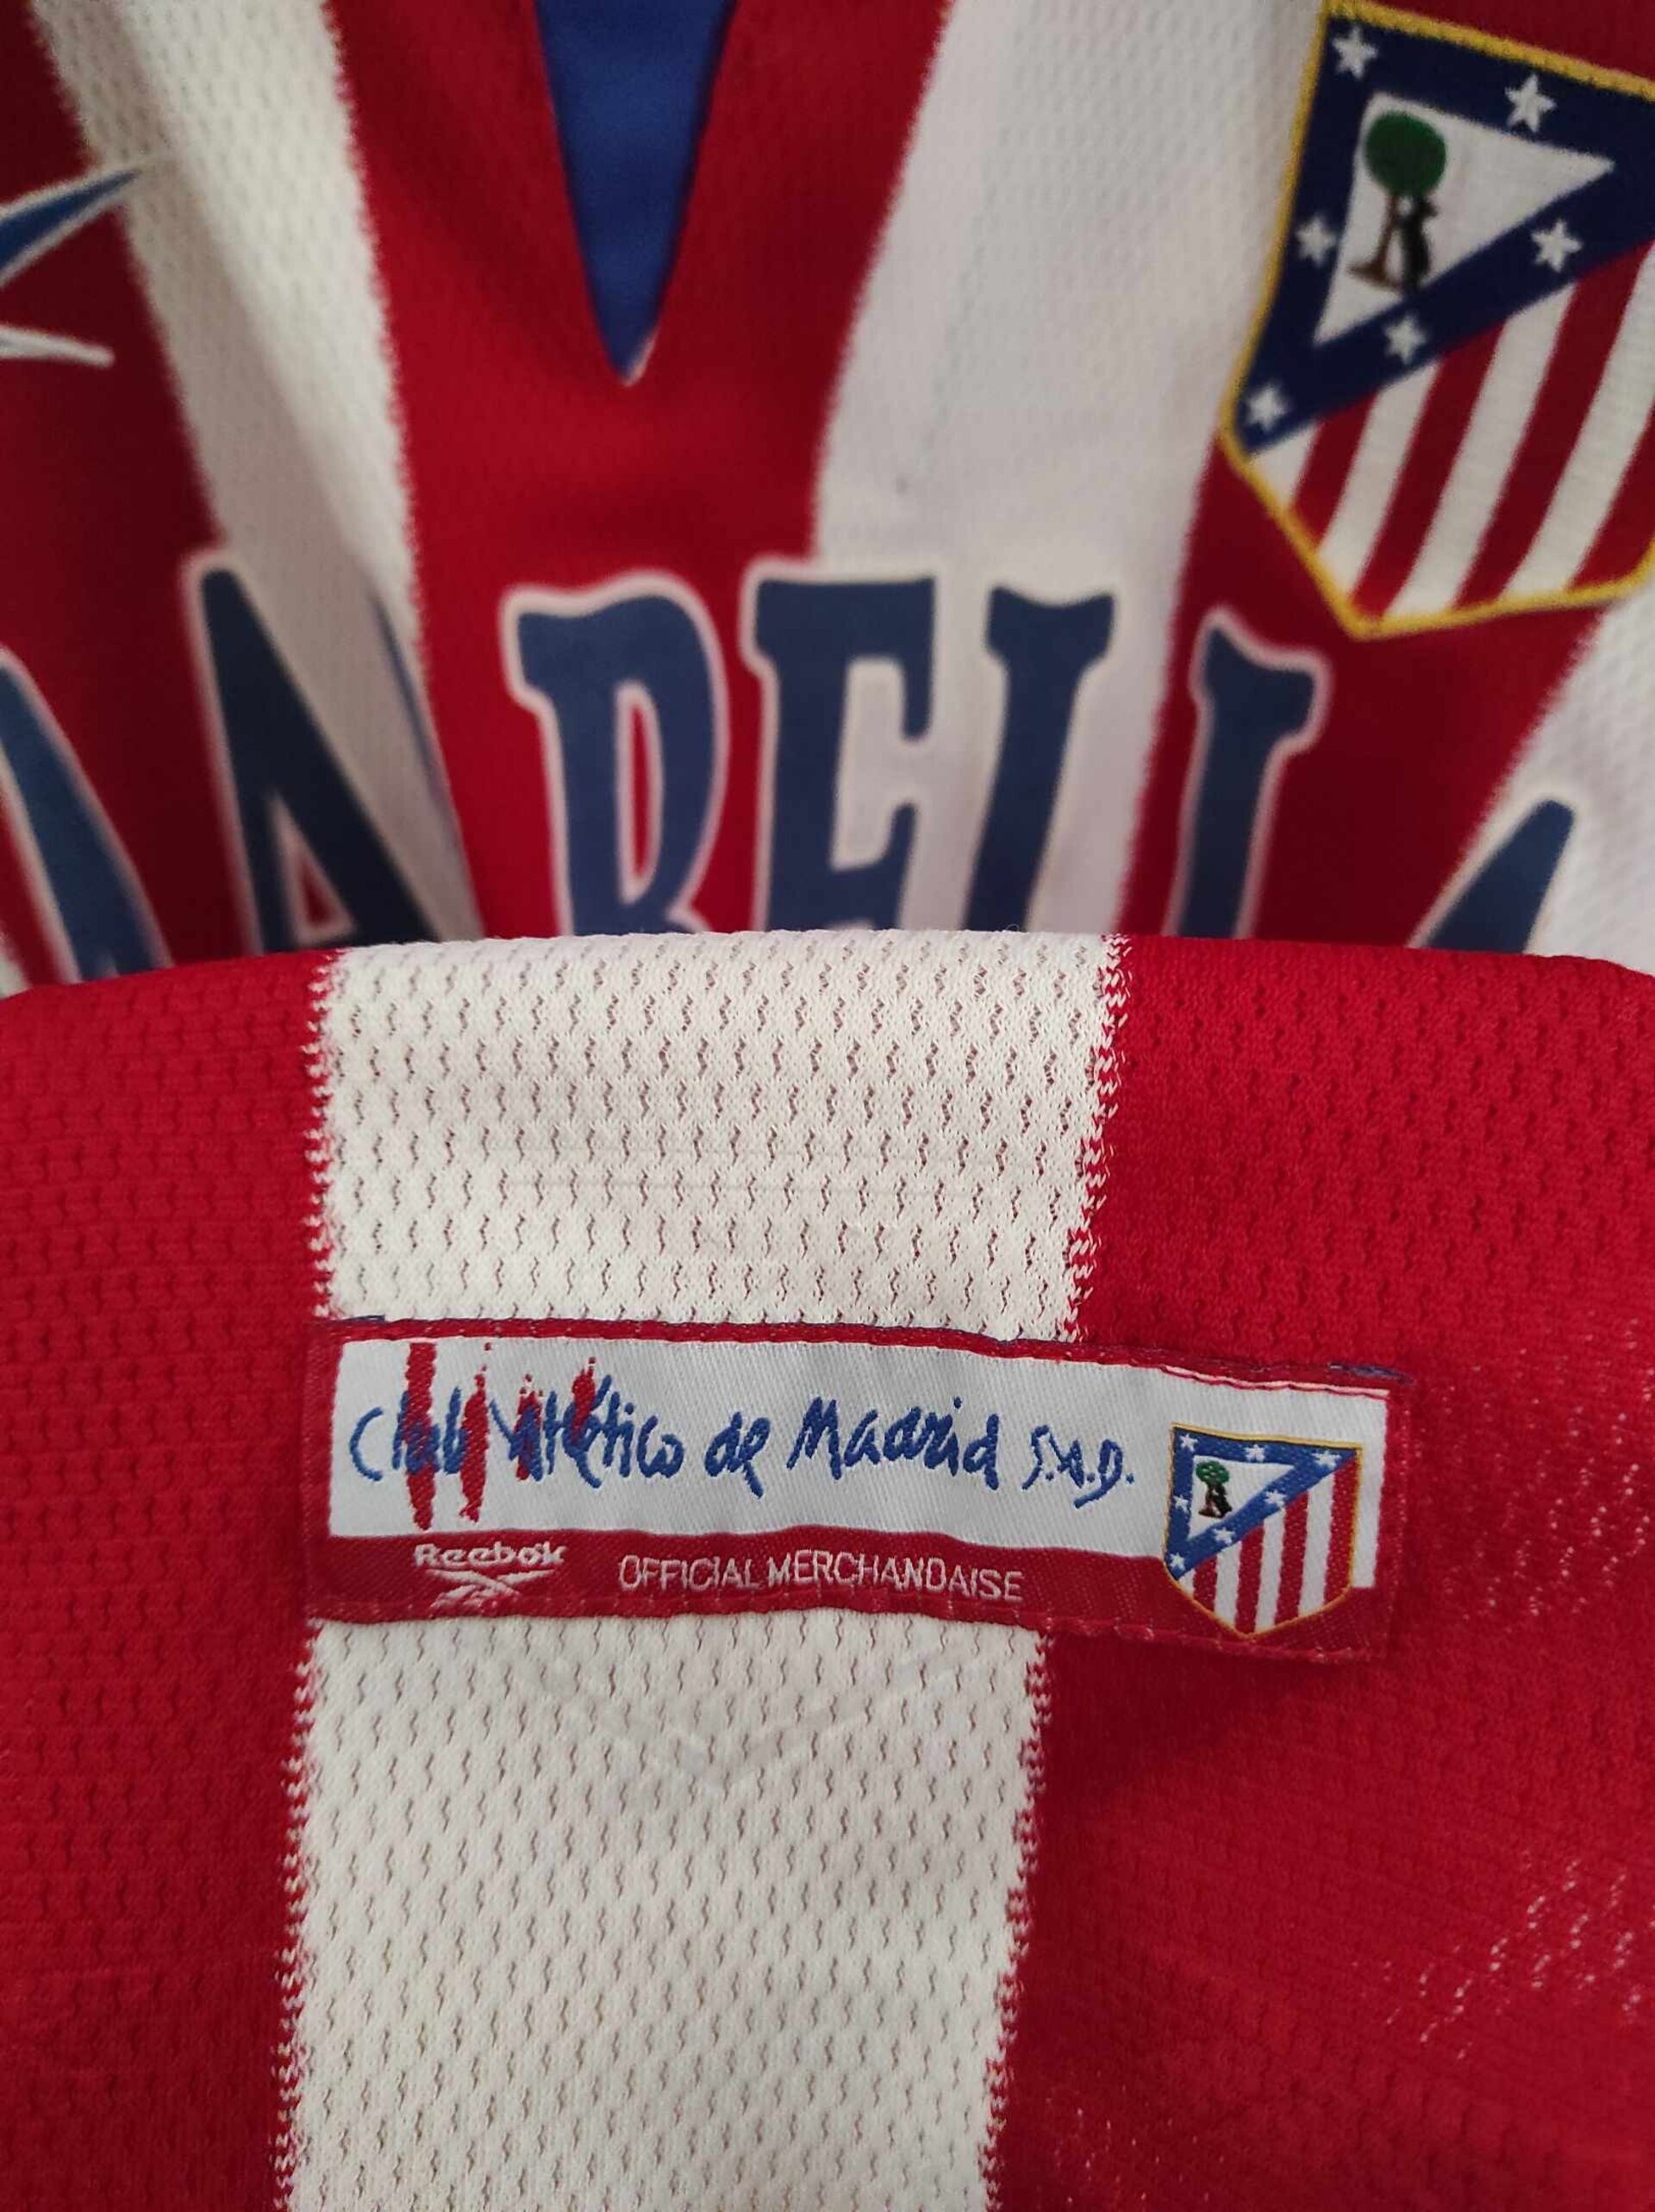 Club Atlético de Madrid S.A.D.
Reebok OFFICIAL MERCHANDAISE